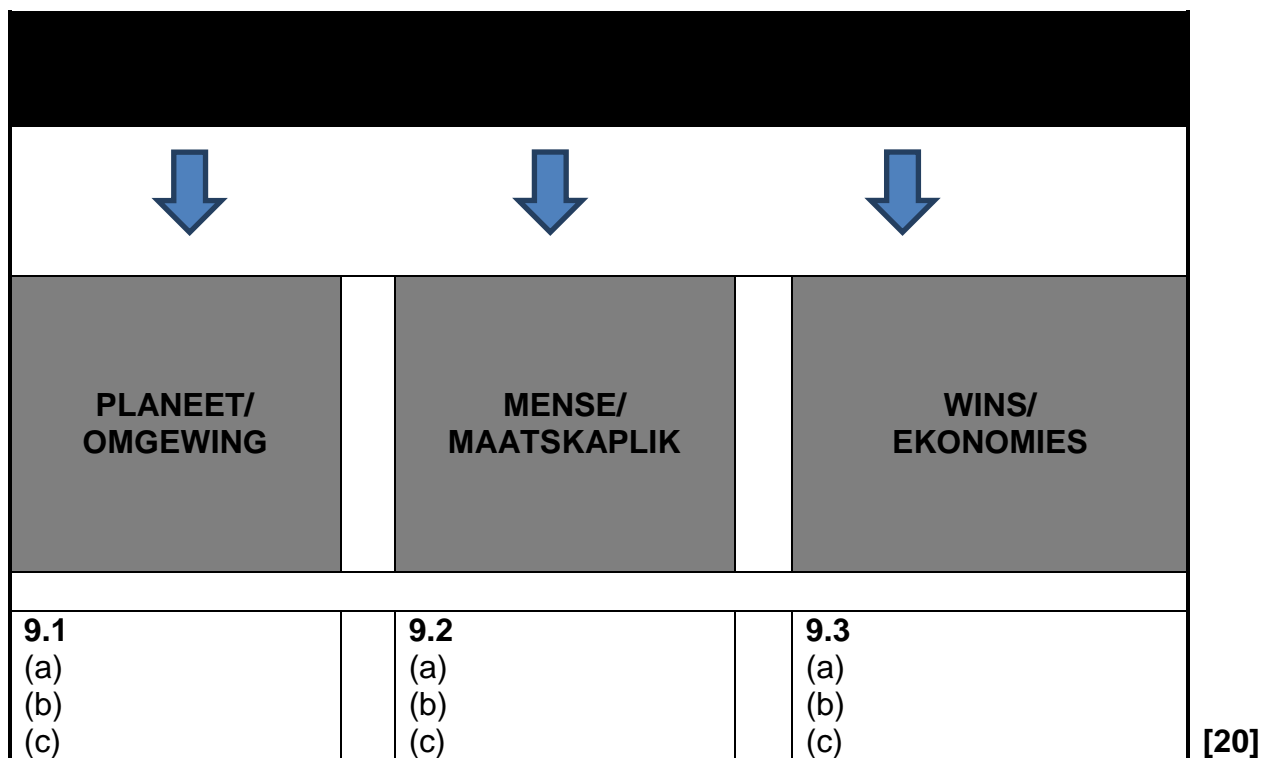 PLANEET/
OMGEWING
MENSE/
MAATSKAPLIK
WINS/
EKONOMIES
9.1
(a)
(b)
(c)
9.2
(a)
(b)
(c)
9.3
(a)
(b)
(c)
[20]